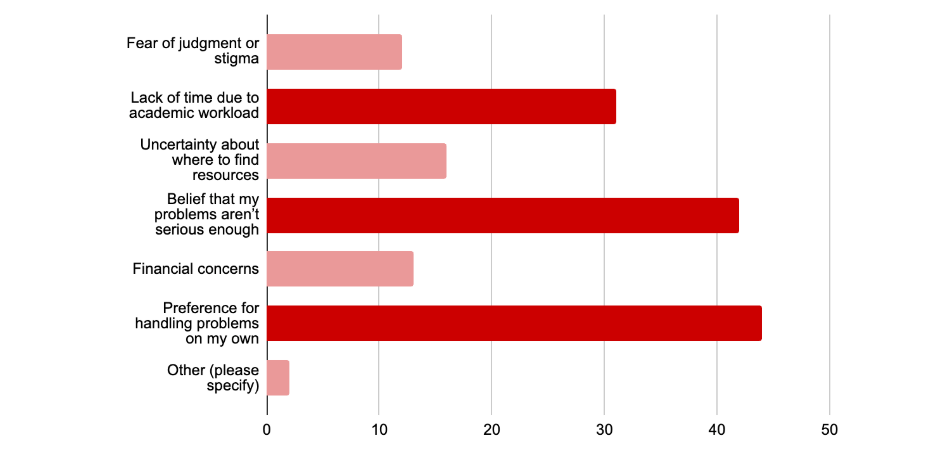 Fear of judgment or
stigma
Lack of time due to
academic workload
Uncertainty about
where to find
resources
Belief that my
problems aren't
serious enough
Financial concerns
Preference for
handling problems
on my own
Other (please
specify)
0 10 20 30 40 50